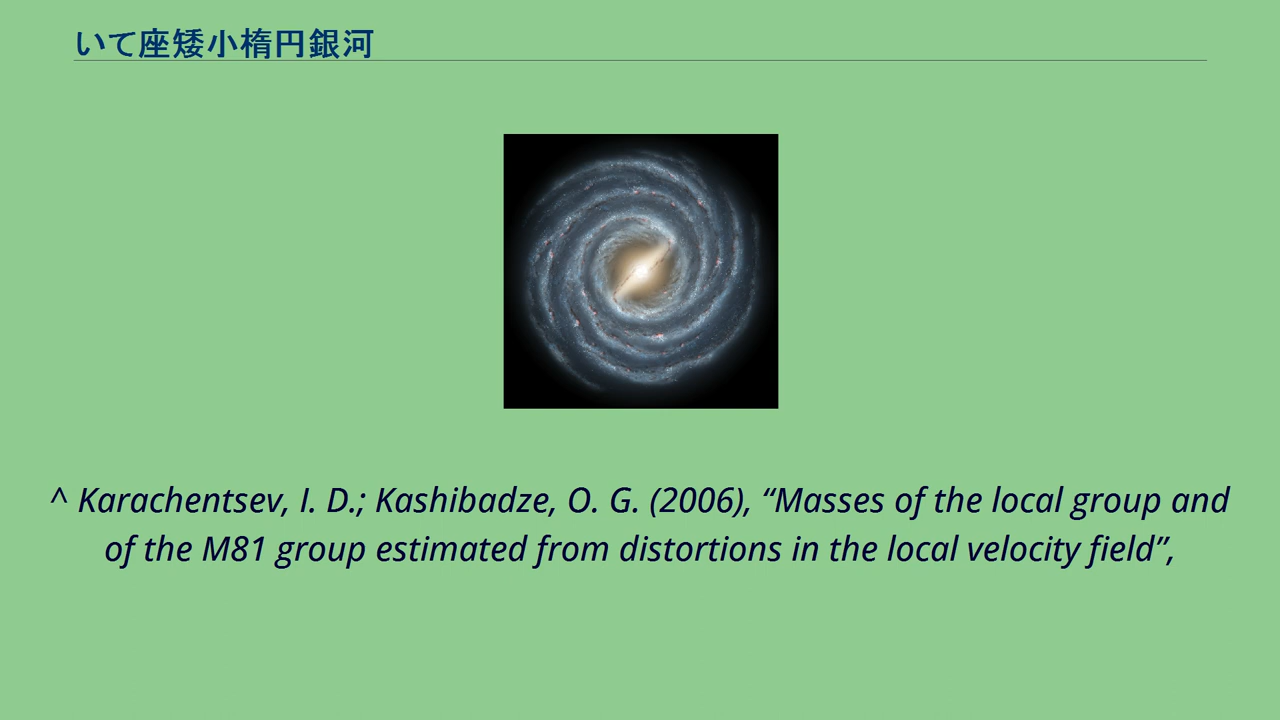 いて座矮小楕円銀河
^ Karachentsev, I. D.; Kashibadze, O. G. (2006), “Masses of the local group and
of the M81 group estimated from distortions in the local velocity field”,